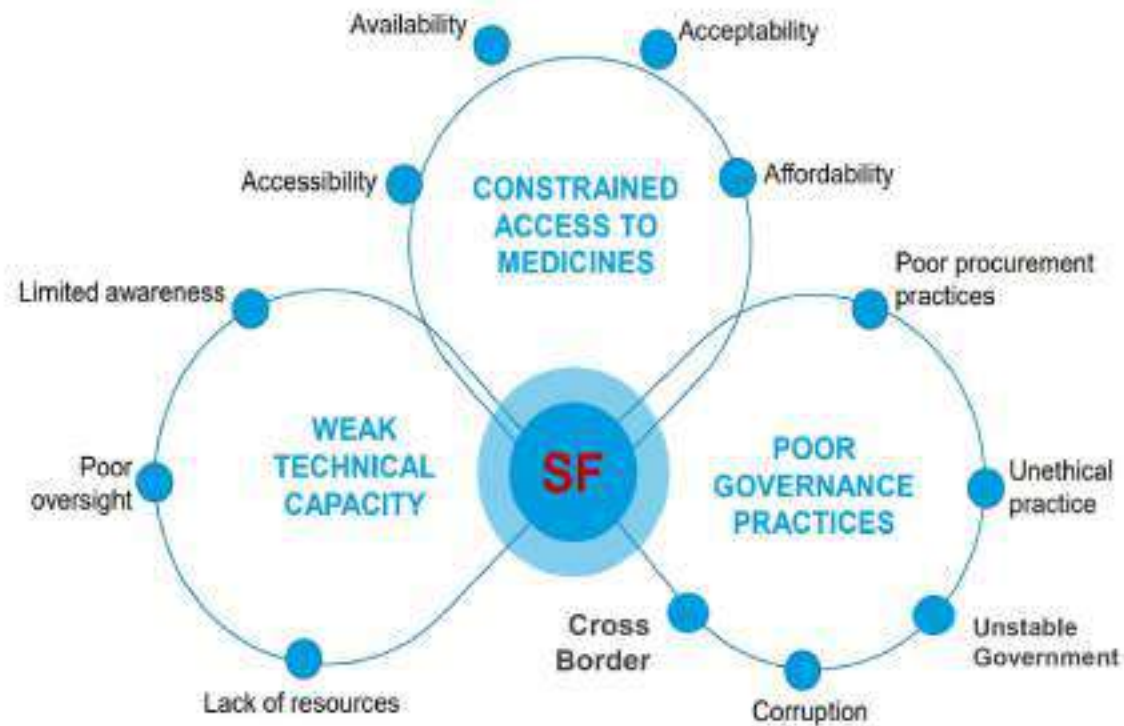 Availability
Acceptability
Accessibility
CONSTRAINED
ACCESS TO
MEDICINES
Affordability
Limited awareness
Poor procurement
practices
WEAK
TECHNICAL
CAPACITY
SF
POOR
GOVERNANCE
PRACTICES
Poor
oversight
Unethical
practice
Cross
Border
Unstable
Government
Lack of resources
Corruption